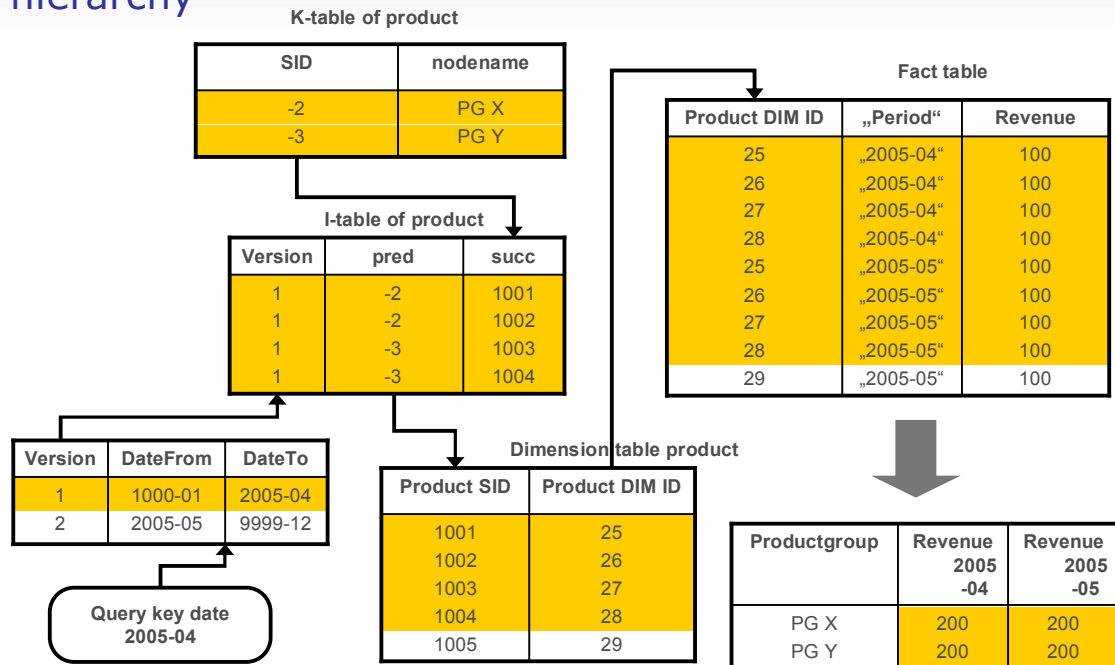 hierarchy
K-table of product
SID nodename
-2 PG X
-3 PG Y
I-table of product
Version pred succ
1 -2 1001
1 -2 1002
1 -3 1003
1 -3 1004
Version DateFrom DateTo
1 1000-01 2005-04
2 2005-05 9999-12
Query key date
2005-04
Dimension table product
Product SID Product DIM ID
1001 25
1002 26
1003 27
1004 28
1005 29
Fact table
Product DIM ID „Period“ Revenue
25 „2005-04“ 100
26 „2005-04“ 100
27 „2005-04“ 100
28 „2005-04“ 100
25 „2005-05“ 100
26 „2005-05“ 100
27 „2005-05“ 100
28 „2005-05“ 100
29 „2005-05“ 100
Productgroup Revenue Revenue
2005 2005
-04 -05
PG X 200 200
PG Y 200 200